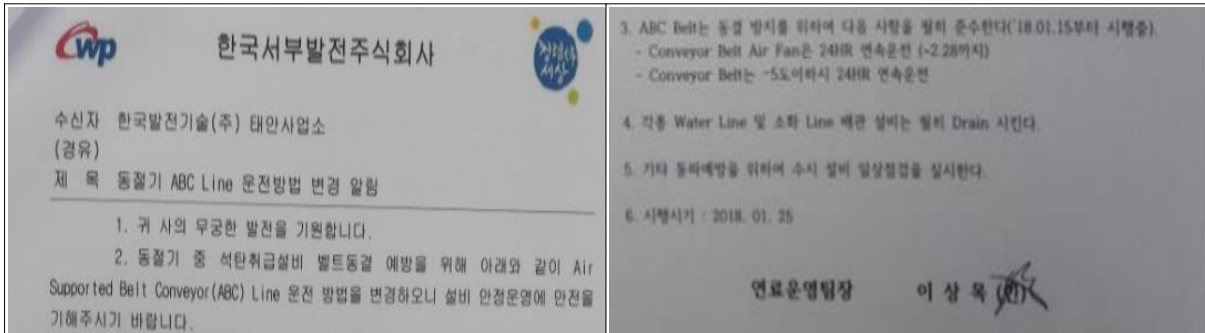 wp
한국서부발전주식회사
수신자 한국발전기술(주) 태안사업소
(경유)
제 목 동절기 ABC Line 운전방법 변경 알림
1. 귀 사의 무궁한 발전을 기원합니다.
2. 동절기 중 석탄취급설비 벨트동결 예방을 위해 아래와 같이 Air
Supported Belt Conveyor(ABC) Line 운전 방법을 변경하오니 설비 안정운영에 만전을
기해주시기 바랍니다.
3. ABC Belt는 동결 방지를 위하여 다음 사항을 필히 준수한다('18.01.15부터 시행중).
- Conveyor Belt Air Fan은 24HR 연속운전 (~2.28까지)
- Conveyor Belt는 -5도이하시 24HR 연속운전
4. 각종 Water Line 및 소화 Line 배관 설비는 필히 Drain 시킨다.
5. 기타 동파예방을 위하여 수시 설비 일상점검을 실시한다.
6. 시행시기 : 2018. 01. 25
연료운영팀장 이 상 목